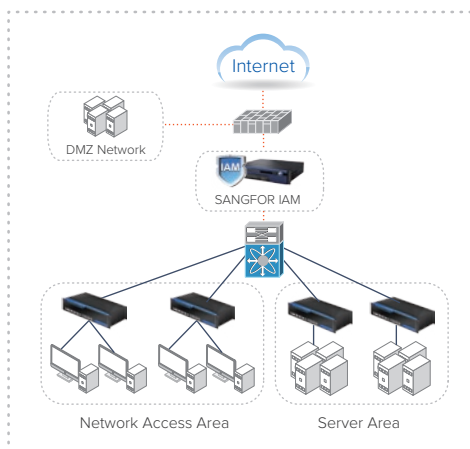 Internet
DMZ Network
IAM
SANGFOR IAM
Network Access Area
Server Area